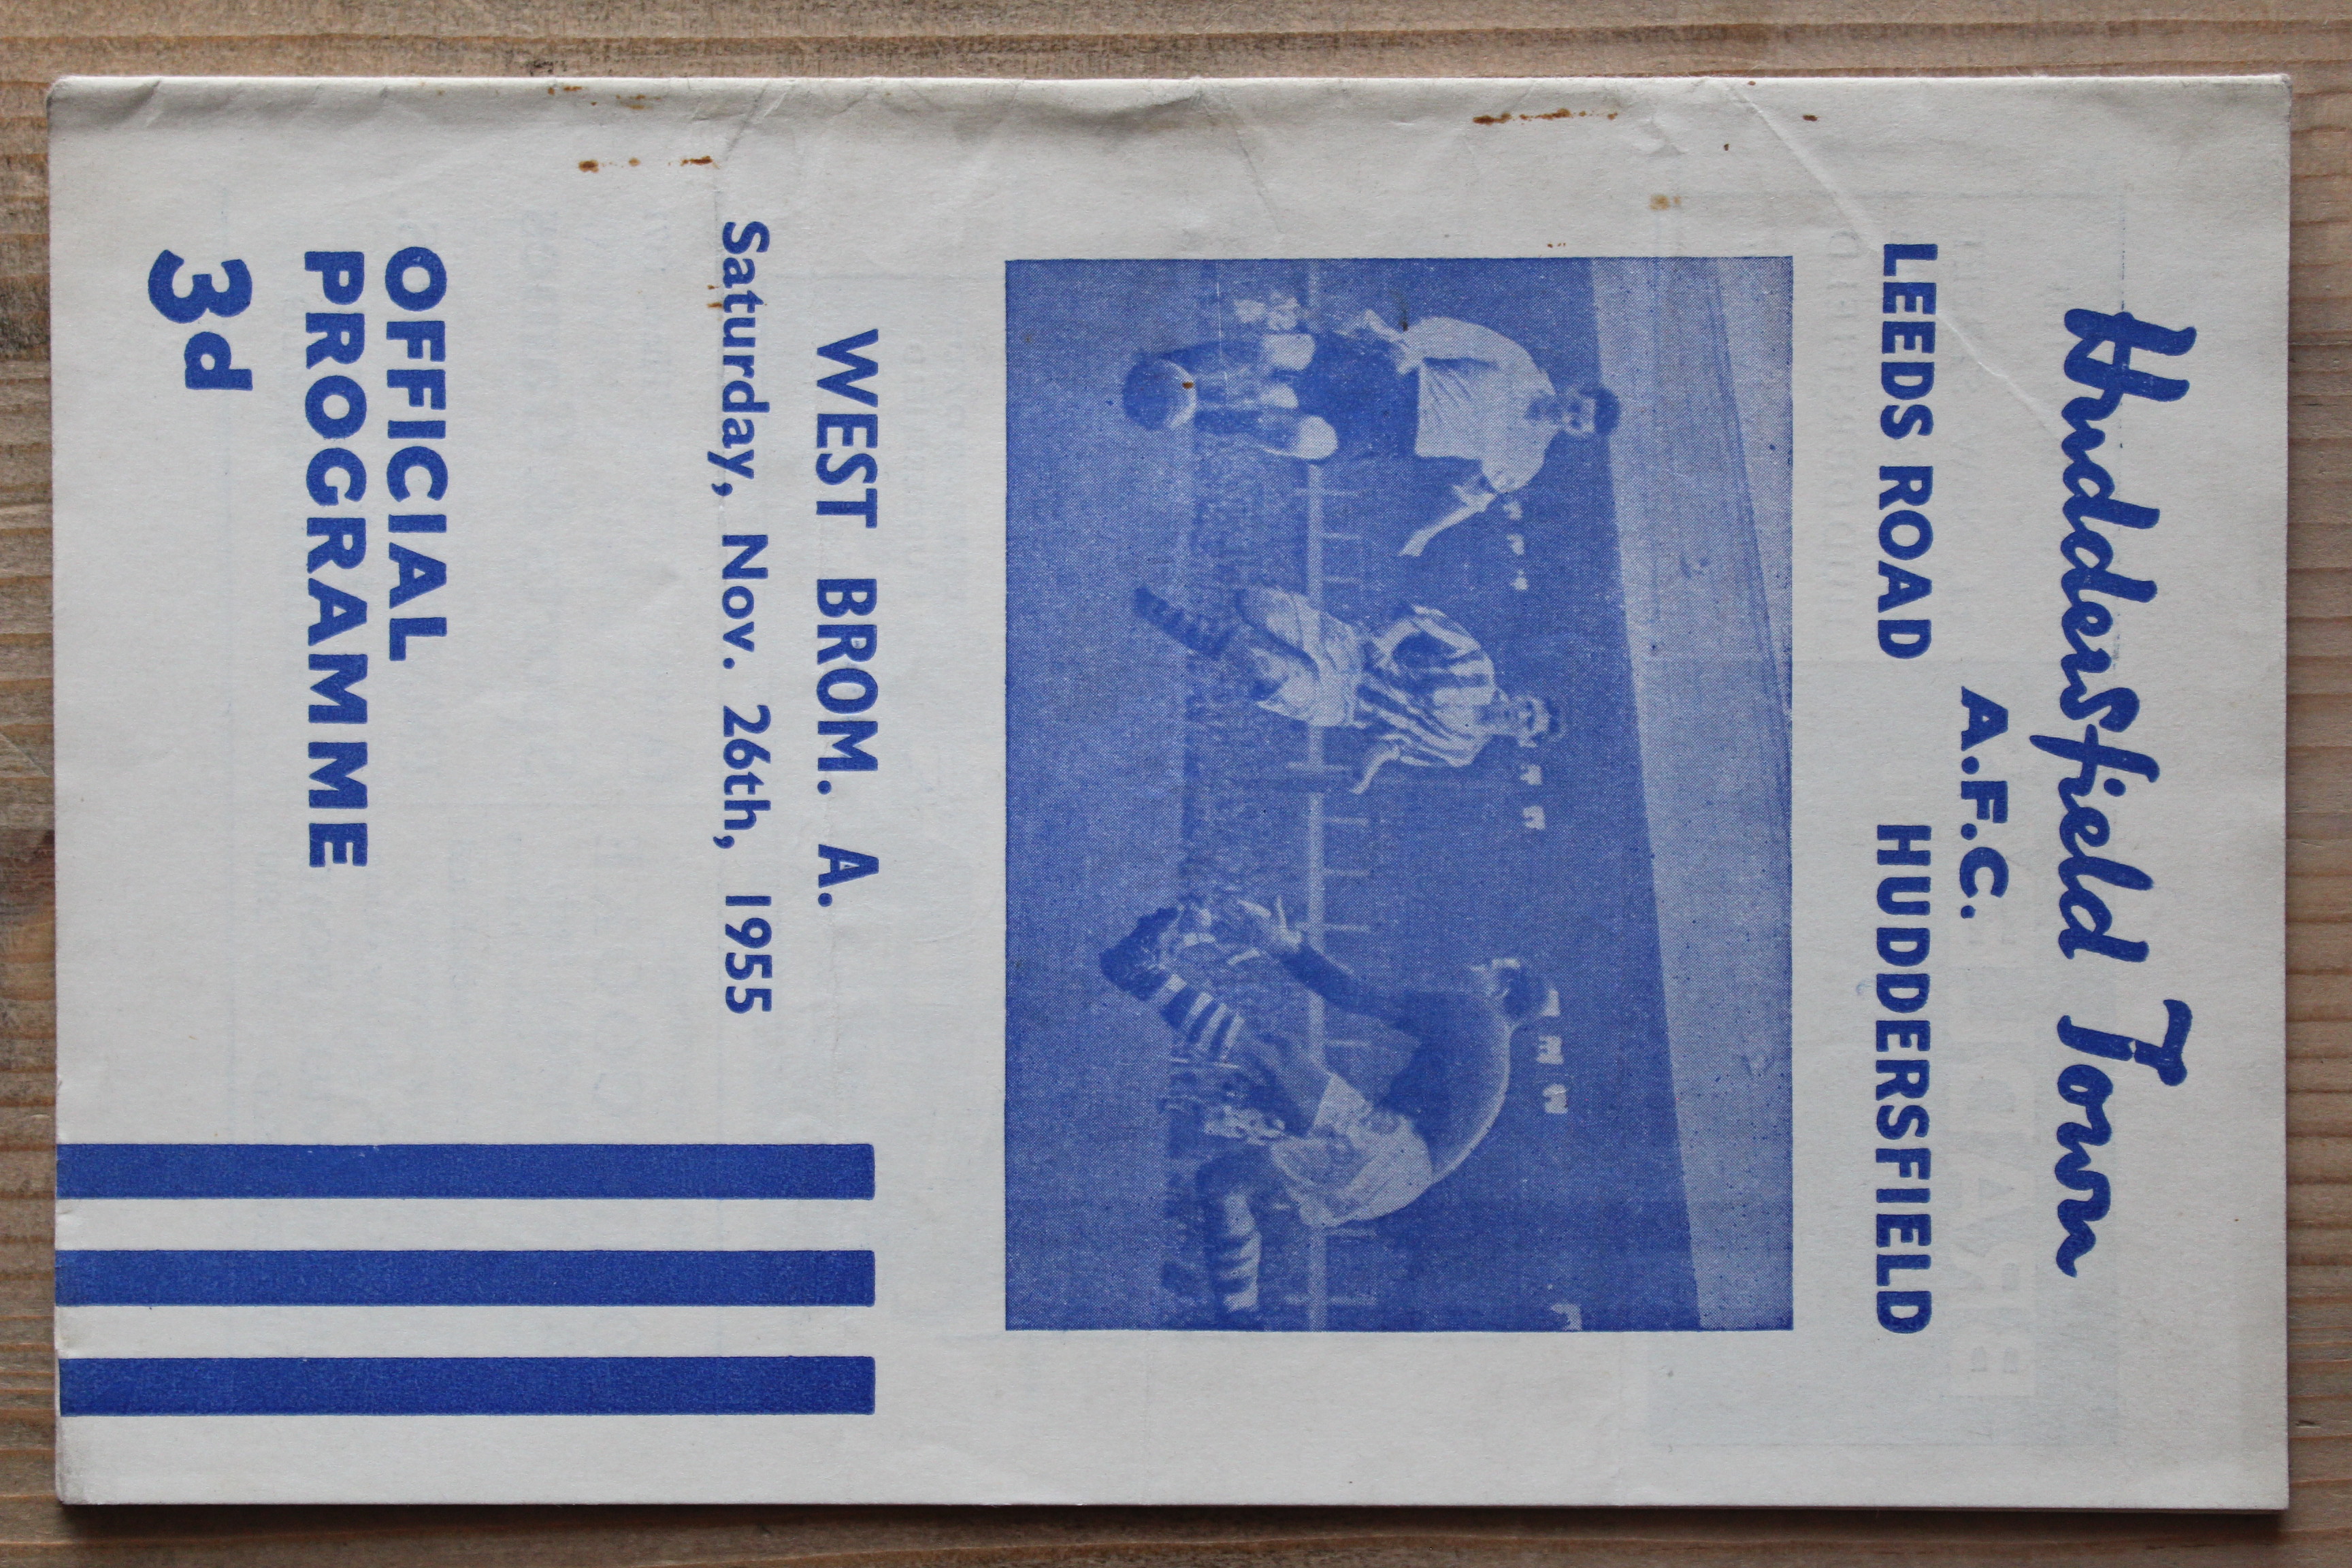 Huddersfield Town
A.F.C.
LEEDS ROAD HUDDERSFIELD
WEST BROM. A.
Saturday, Nov. 26th, 1955
OFFICIAL
PROGRAMME
3d